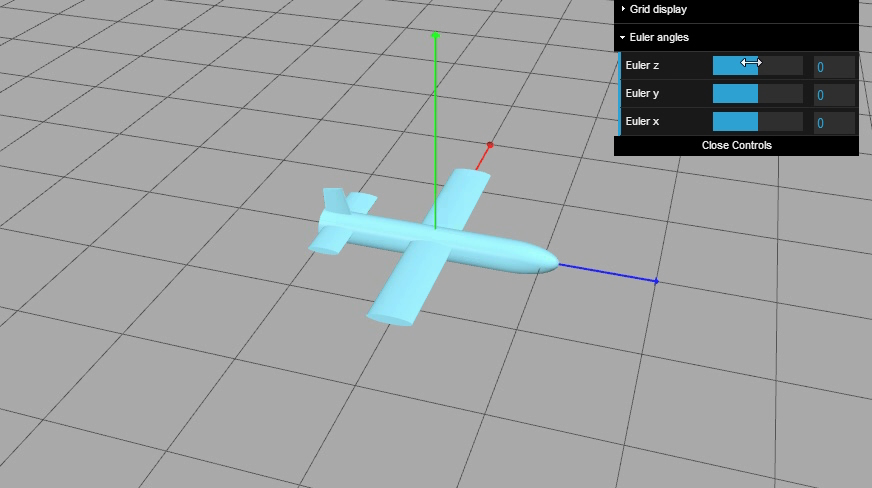 Grid display
Euler angles
Euler z 0
Euler y 0
Euler x 0
Close Controls